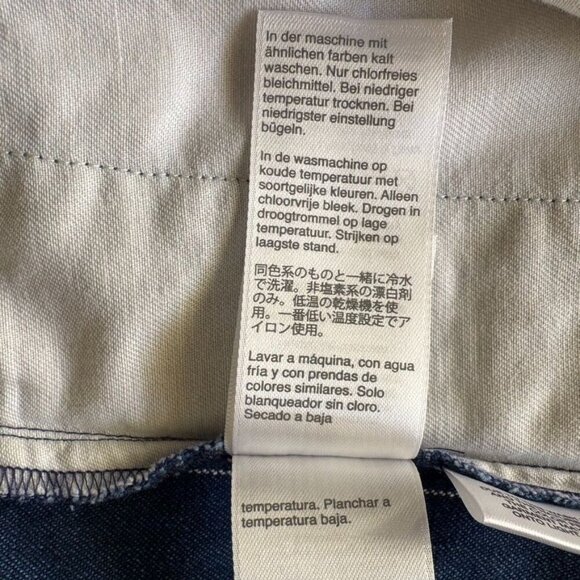 In der maschine mit
ähnlichen farben kalt
waschen. Nur chlorfreies
bleichmittel. Bei niedriger
temperatur trocknen. Bei
niedrigster einstellung
bügeln.
In de wasmachine op
koude temperatuur met
soortgelijke kleuren. Alleen
chloorvrije bleek. Drogen in
droogtrommel op lage
temperatuur. Strijken op
laagste stand.
同色系のものと一緒に冷水
で洗濯。非塩素系の漂白剤
のみ。低温の乾燥機を使
用。一番低い温度設定でア
イロン使用。
Lavar a máquina, con agua
fría y con prendas de
colores similares. Solo
blanqueador sin cloro.
Secado a baja
temperatura. Planchar a
temperatura baja.